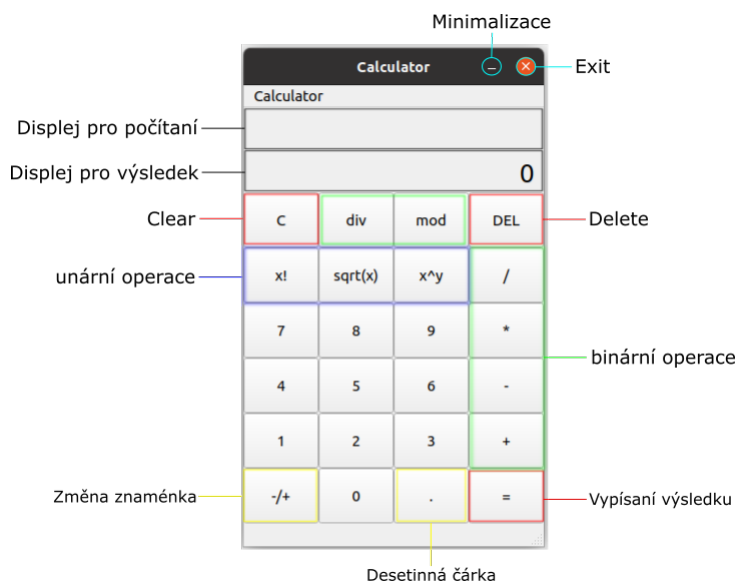 Minimalizace
Calculator
Exit
Calculator
Displej pro počítaní
Displej pro výsledek
0
Clear
C
div
mod
DEL
Delete
unární operace
x!
sqrt(x)
x^y
/
7
8
9
*
binární operace
4
5
6
-
1
2
3
+
Změna znaménka
-/+
0
.
=
Vypísaní výsledku
Desetinná čárka